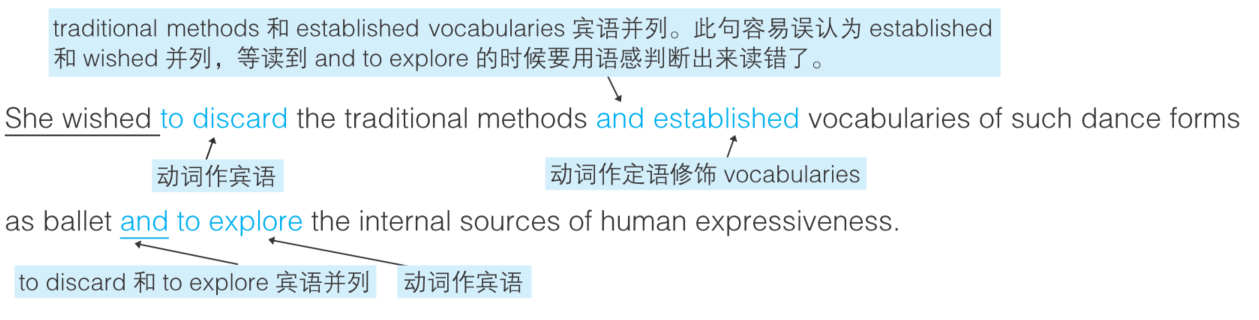 traditional methods 和 established vocabularies 宾语并列。此句容易误认为 established
和 wished 并列，等读到 and to explore 的时候要用语感判断出来读错了。
She wished to discard the traditional methods and established vocabularies of such dance forms
动词作宾语
动词作定语修饰 vocabularies
as ballet and to explore the internal sources of human expressiveness.
to discard 和 to explore 宾语并列
动词作宾语